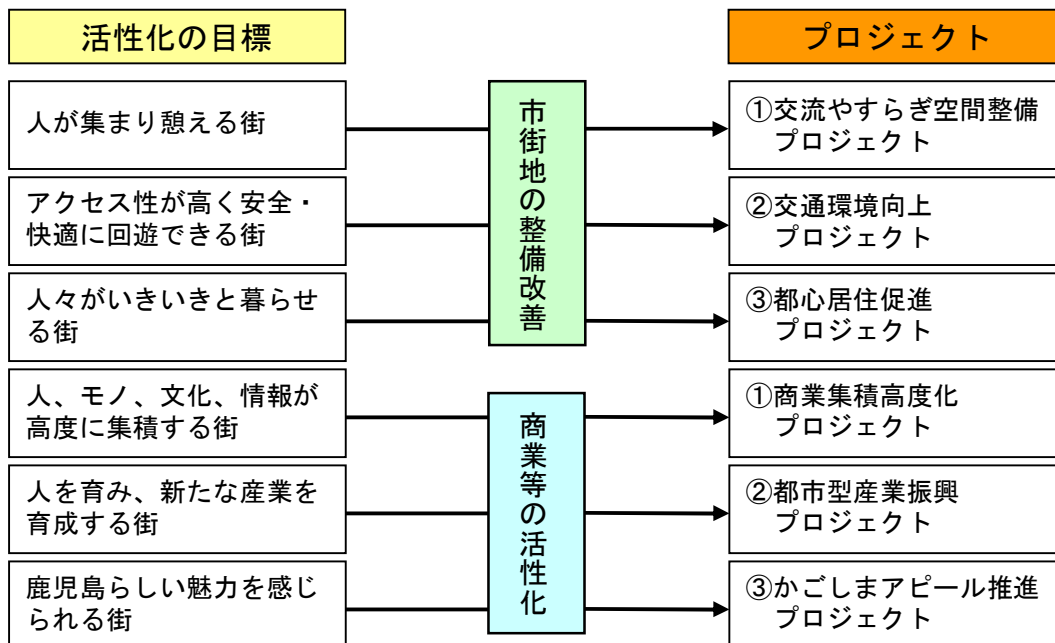 活性化の目標
プロジェクト
人が集まり憩える街
アクセス性が高く安全・
快適に回遊できる街
人々がいきいきと暮らせ
る街
市街地の整備改善
①交流やすらぎ空間整備
プロジェクト
②交通環境向上
プロジェクト
③都心居住促進
プロジェクト
人、モノ、文化、情報が
高度に集積する街
人を育み、新たな産業を
育成する街
鹿児島らしい魅力を感じ
られる街
商業等の活性化
①商業集積高度化
プロジェクト
②都市型産業振興
プロジェクト
③かごしまアピール推進
プロジェクト